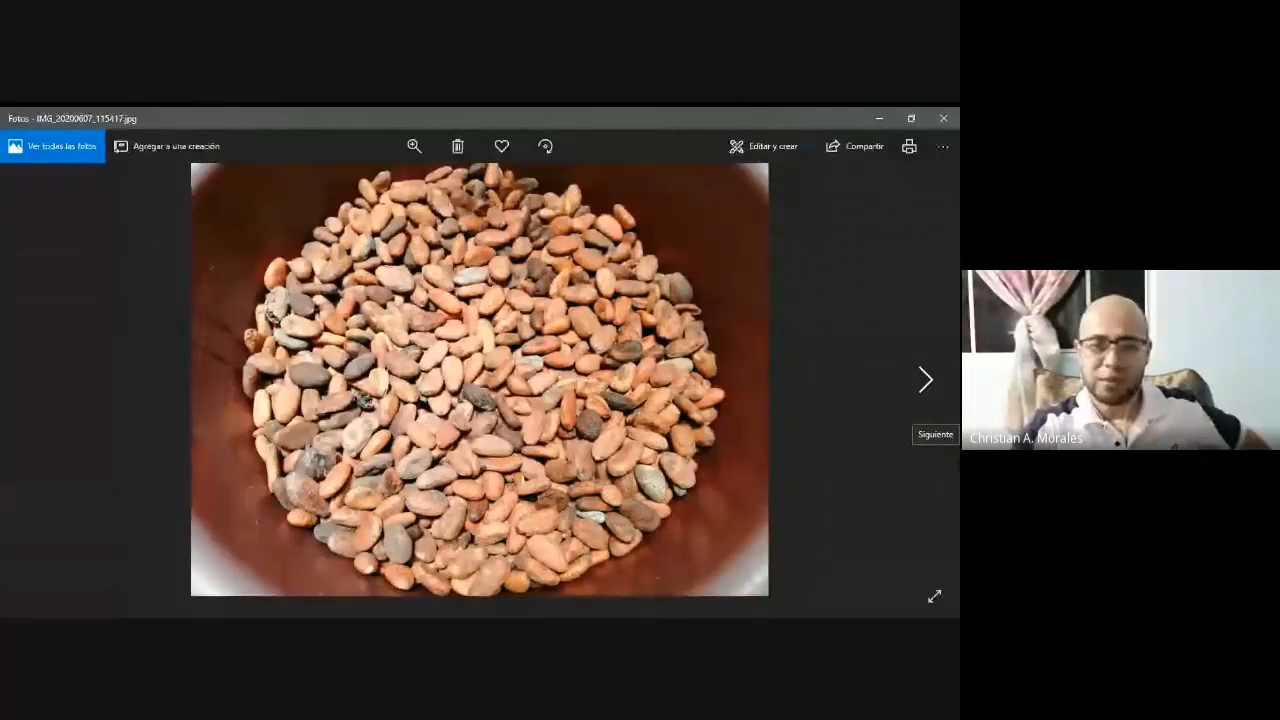 Fotos - IMG_20200607_115417.jpg
Ver todas las fotos
Agregar a una creación
Editar y crear
Compartir
Siguiente
Christian A. Morales